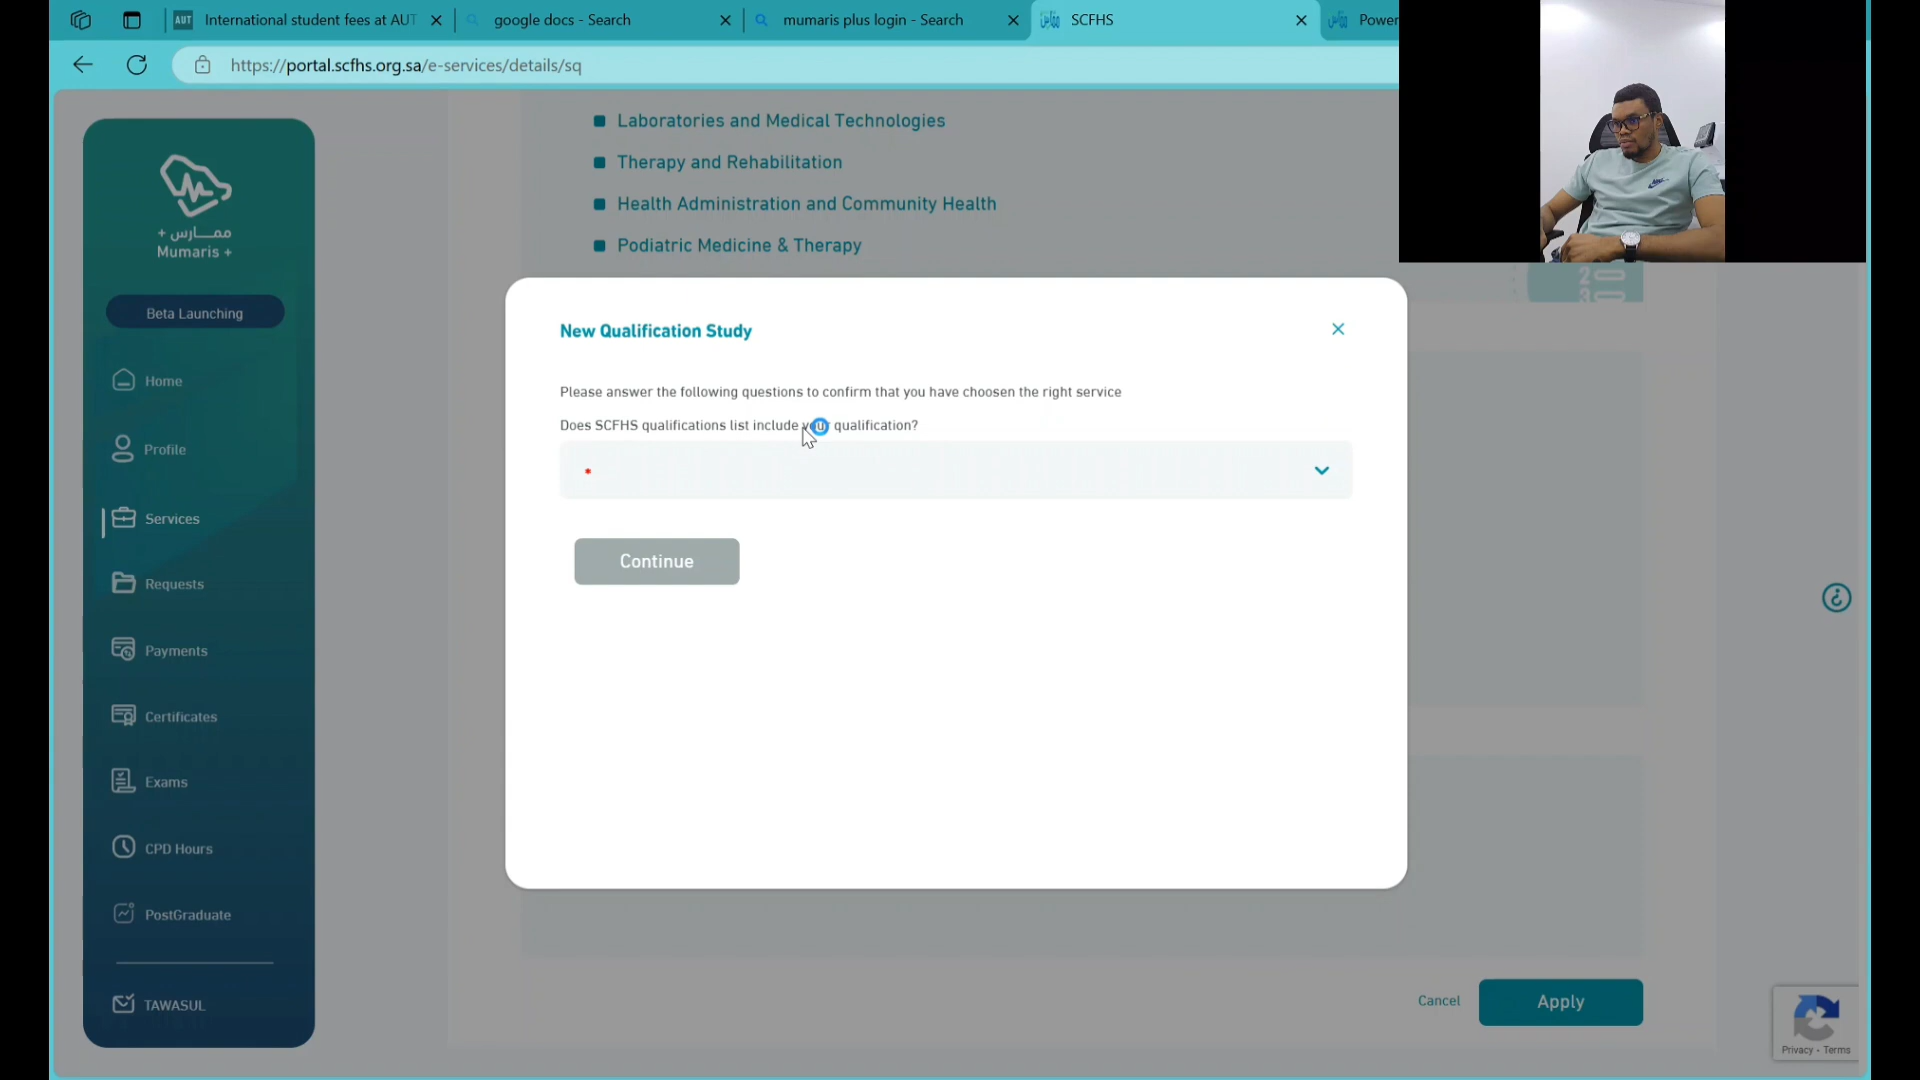 AUT International student fees at AUT
google docs - Search
mumaris plus login - Search
SCFHS
Power
https://portal.scfhs.org.sa/e-services/details/sq
Laboratories and Medical Technologies
Therapy and Rehabilitation
Health Administration and Community Health
Podiatric Medicine & Therapy
ممارس +
Mumaris +
Beta Launching
Home
Profile
Services
Requests
Payments
Certificates
Exams
CPD Hours
PostGraduate
TAWASUL
New Qualification Study
Please answer the following questions to confirm that you have choosen the right service
Does SCFHS qualifications list include your qualification?
*
Continue
Cancel
Apply
Privacy - Terms